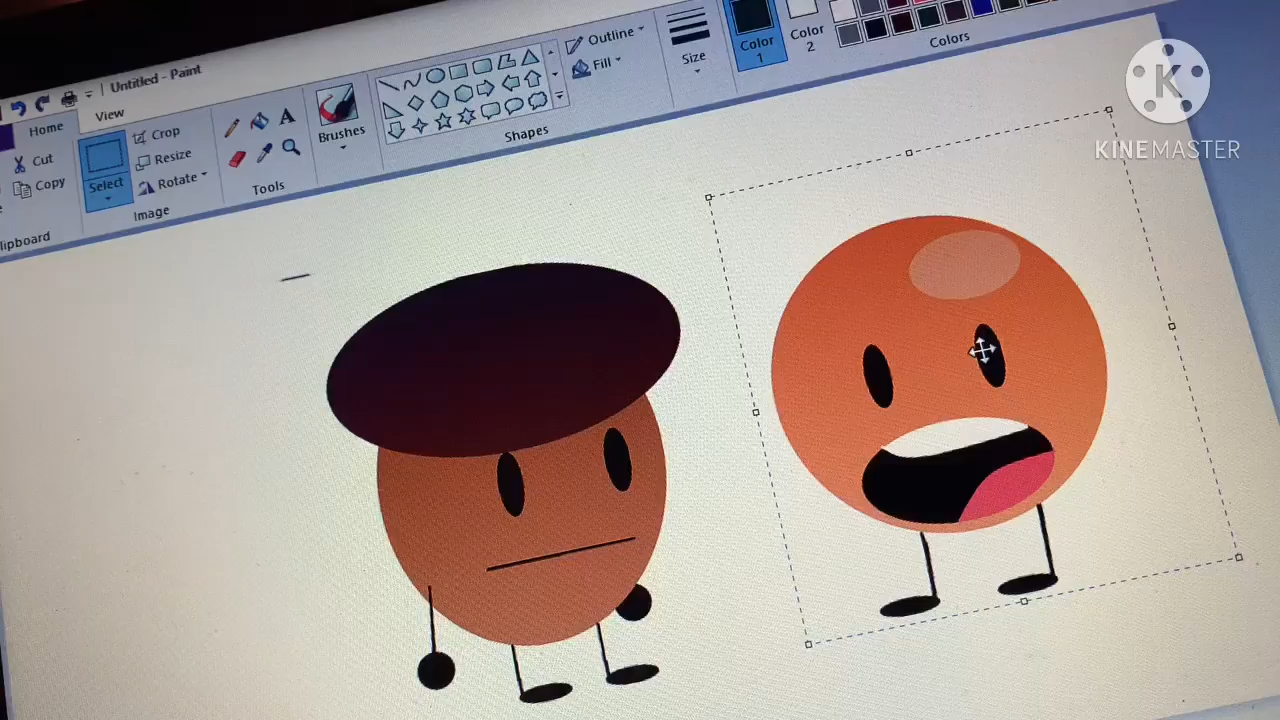 Untitled - Paint
Home
View
Cut
Copy
Select
Crop
Resize
Rotate
Image
A
Tools
Brushes
Shapes
Outline
Fill
Size
Color
1
Color
2
Colors
K
KINEMASTER